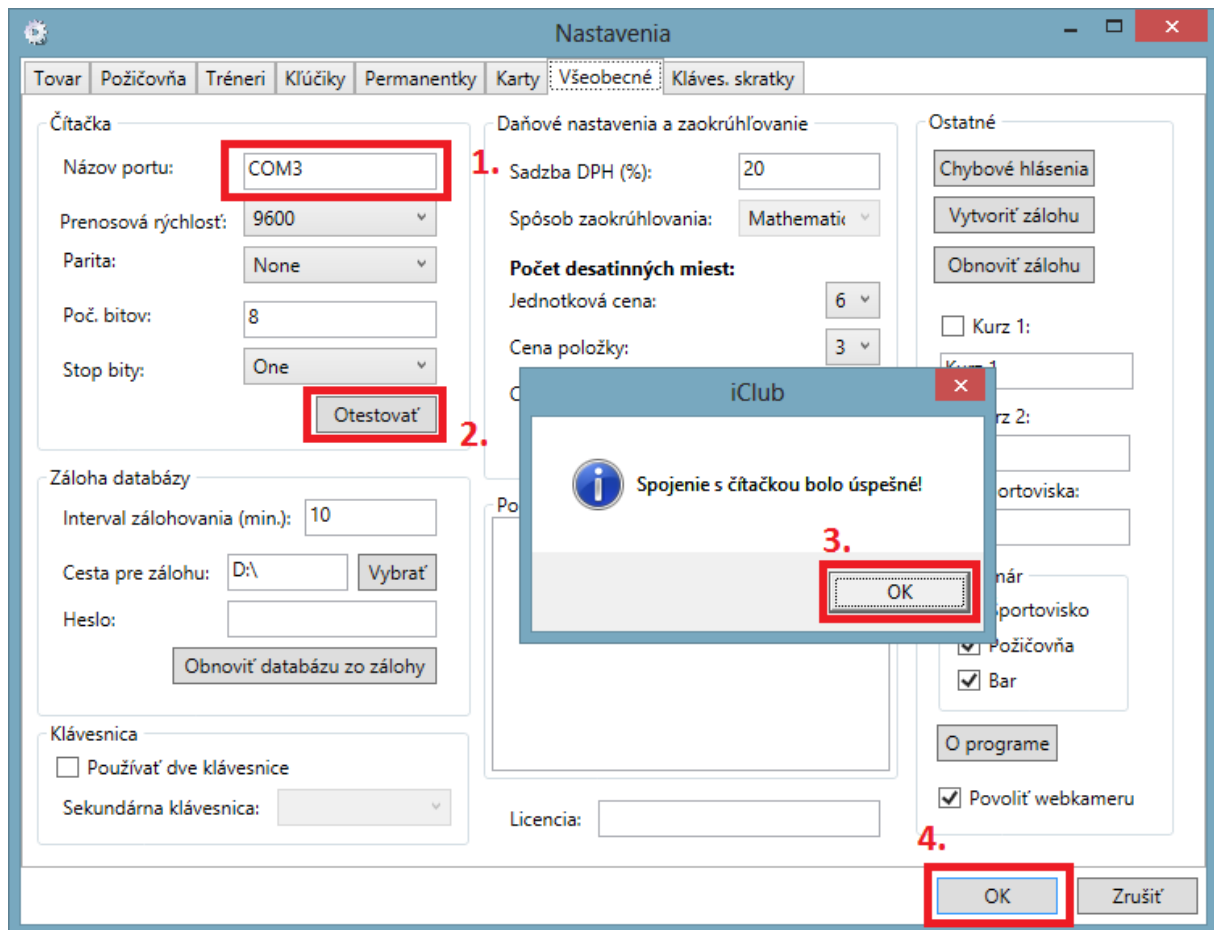 Nastavenia
Tovar Požičovňa Tréneri Kľúčiky Permanentky Karty Všeobecné Kláves. skratky
Čítačka
Názov portu: COM3
1.
Prenosová rýchlosť: 9600
Parita: None
Poč. bitov: 8
Stop bity: One
Otestovať
2.
Záloha databázy
Interval zálohovania (min.): 10
Cesta pre zálohu: D:\ Vybrať
Heslo:
Obnoviť databázu zo zálohy
Klávesnica
Používať dve klávesnice
Sekundárna klávesnica:
Daňové nastavenia a zaokrúhľovanie
Sadzba DPH (%): 20
Spôsob zaokrúhlovania: Mathematic
Počet desatinných miest:
Jednotková cena: 6
Cena položky: 3
C
Po
Licencia:
iClub
Spojenie s čítačkou bolo úspešné!
3.
OK
Ostatné
Chybové hlásenia
Vytvoriť zálohu
Obnoviť zálohu
Kurz 1:
Kurz 1
rz 2:
ortoviska:
nár
Športovisko
Požičovňa
Bar
O programe
Povoliť webkameru
4.
OK Zrušiť